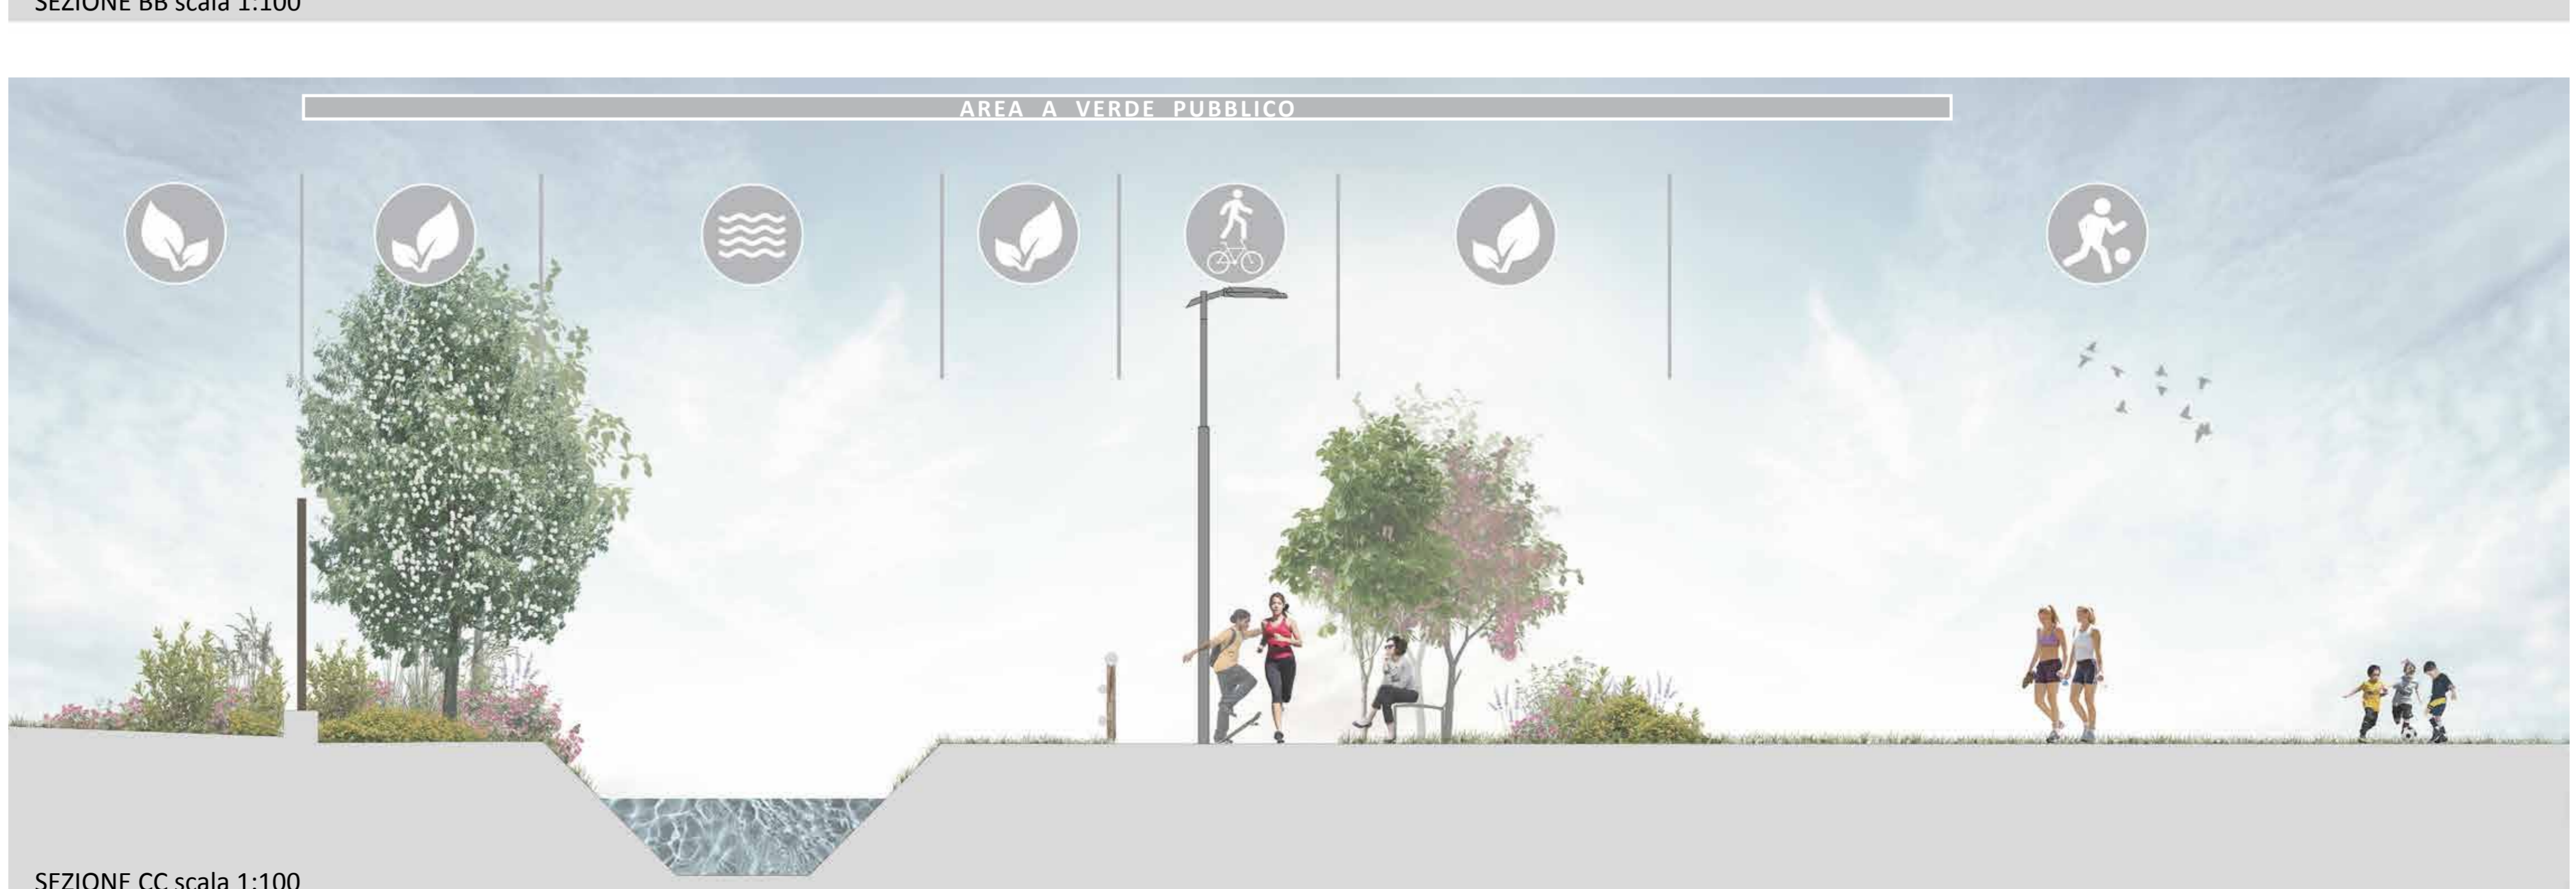 SEZIONE BB scala 1:100
AREA A VERDE PUBBLICO
SEZIONE CC scala 1:100